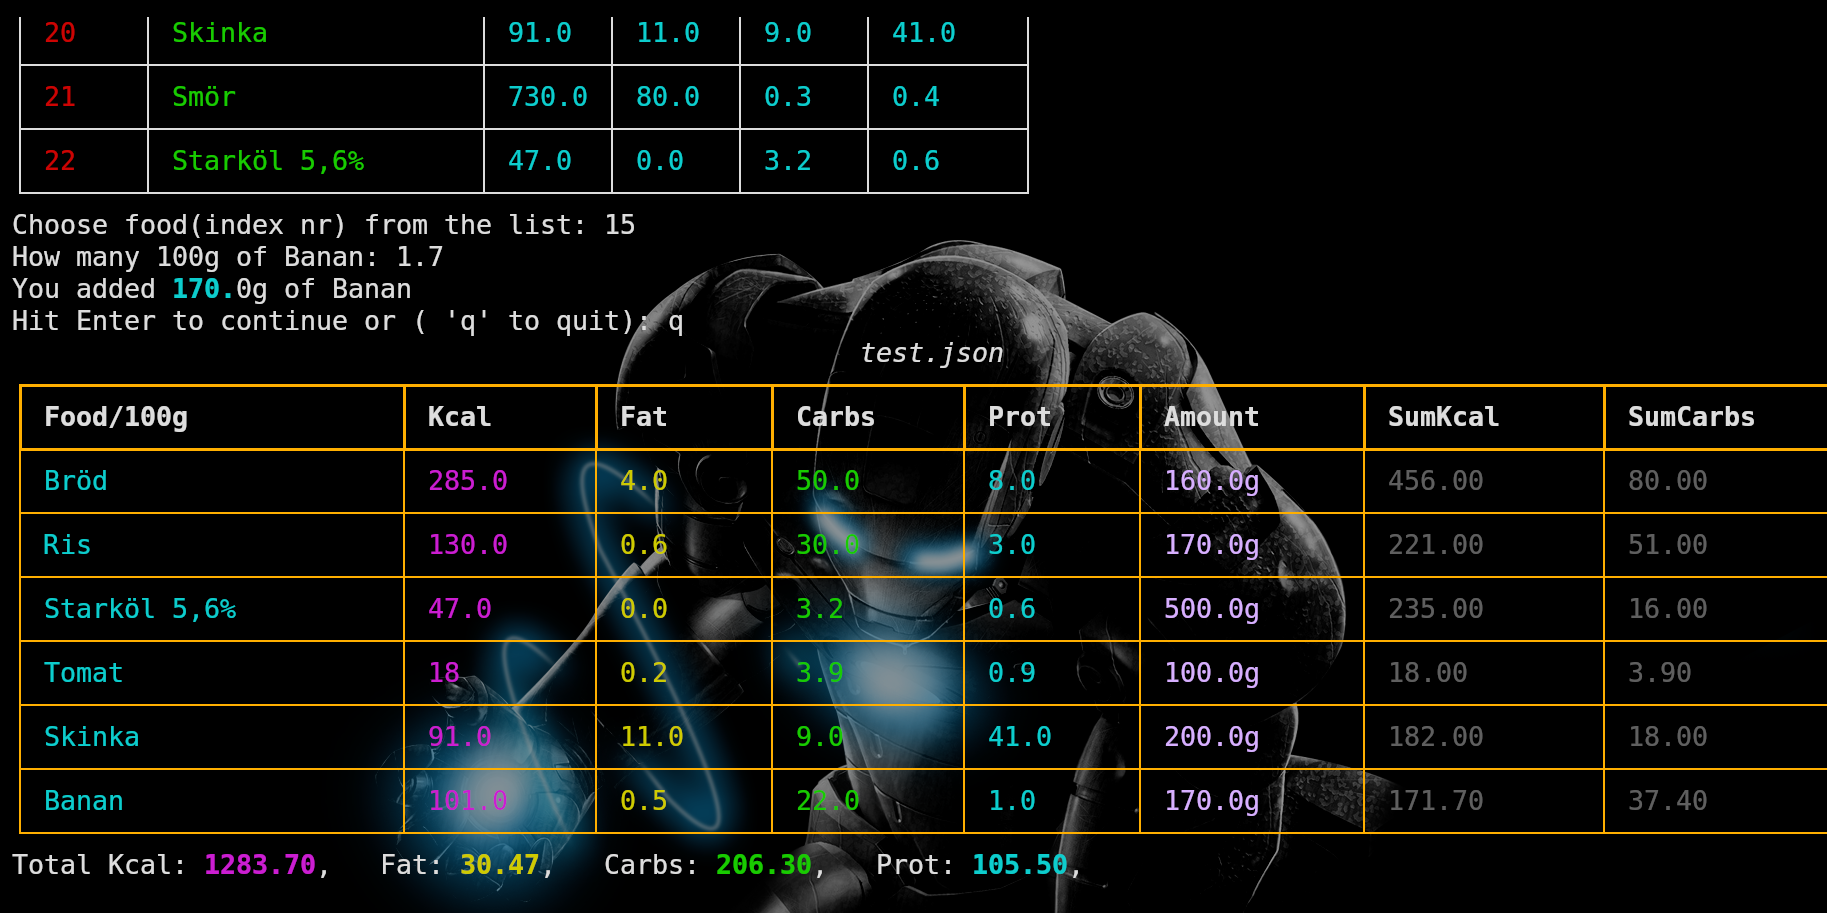 20 Skinka 91.0 11.0 9.0 41.0
21 Smör 730.0 80.0 0.3 0.4
22 Starköl 5,6% 47.0 0.0 3.2 0.6
Choose food(index nr) from the list: 15
How many 100g of Banan: 1.7
You added 170.0g of Banan
Hit Enter to continue or ( 'q' to quit): q
test.json
Food/100g Kcal Fat Carbs Prot Amount SumKcal SumCarbs
Bröd 285.0 4.0 50.0 8.0 160.0g 456.00 80.00
Ris 130.0 0.6 30.0 3.0 170.0g 221.00 51.00
Starköl 5,6% 47.0 0.0 3.2 0.6 500.0g 235.00 16.00
Tomat 18 0.2 3.9 0.9 100.0g 18.00 3.90
Skinka 91.0 11.0 9.0 41.0 200.0g 182.00 18.00
Banan 101.0 0.5 22.0 1.0 170.0g 171.70 37.40
Total Kcal: 1283.70, Fat: 30.47, Carbs: 206.30, Prot: 105.50,